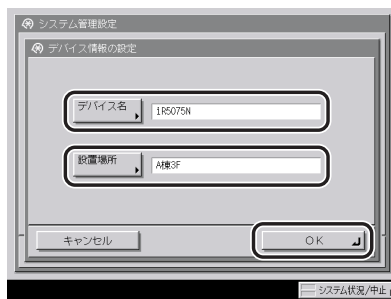 システム管理設定
デバイス情報の設定
デバイス名
iR5075N
設置場所
A棟3F
キャンセル
OK
システム状況/中止